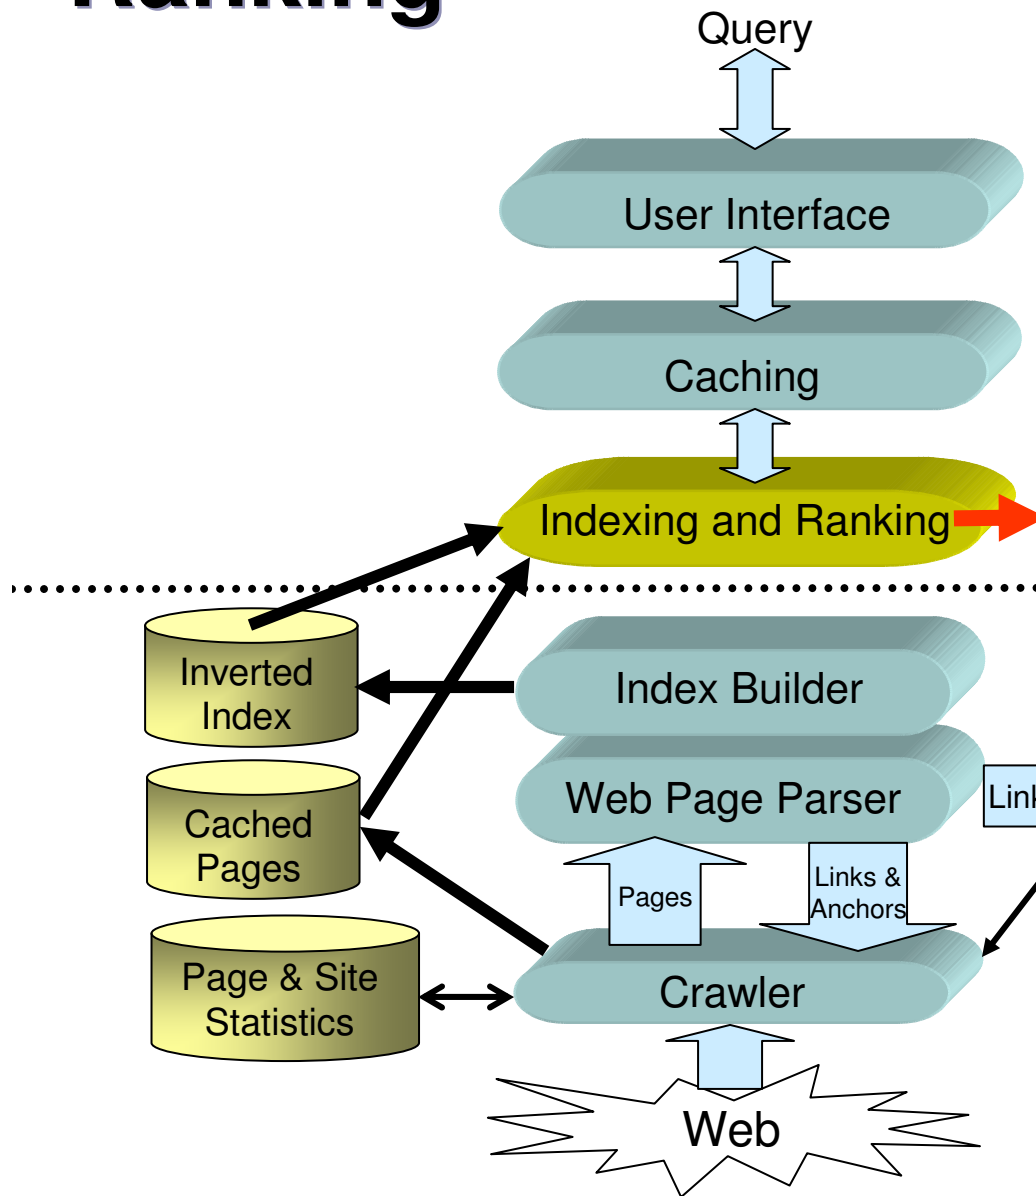 Ranking
Query
User Interface
Caching
Indexing and Ranking
Inverted
Index
Index Builder
Web Page Parser
Cached
Pages
Pages
Links &
Anchors
Page & Site
Statistics
Crawler
Web